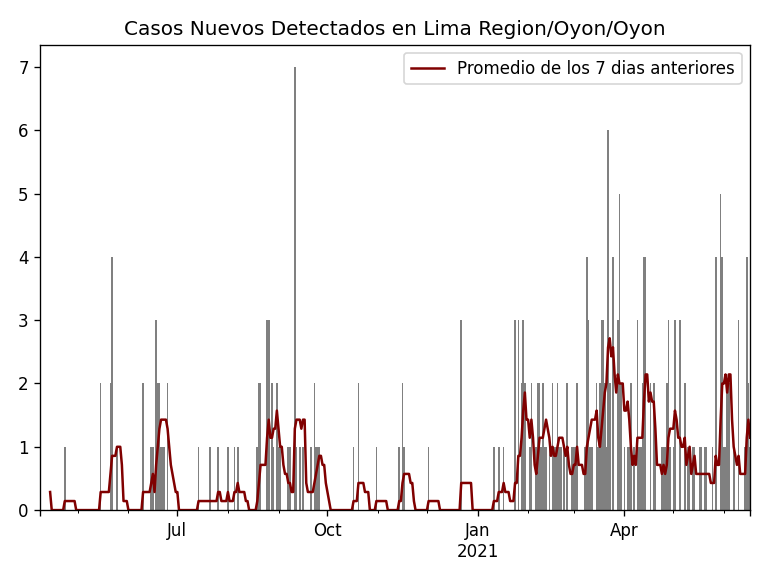 Casos Nuevos Detectados en Lima Region/Oyon/Oyon
Promedio de los 7 dias anteriores
7
6
5
4
3
2
1
0
Jul
Oct
Jan
2021
Apr